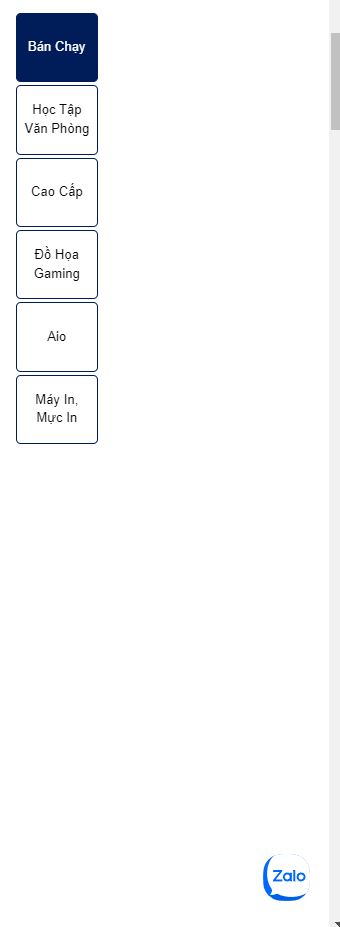 Bán Chạy
Học Tập
Văn Phòng
Cao Cấp
Đồ Họa
Gaming
Aio
Máy In,
Mực In
Zalo